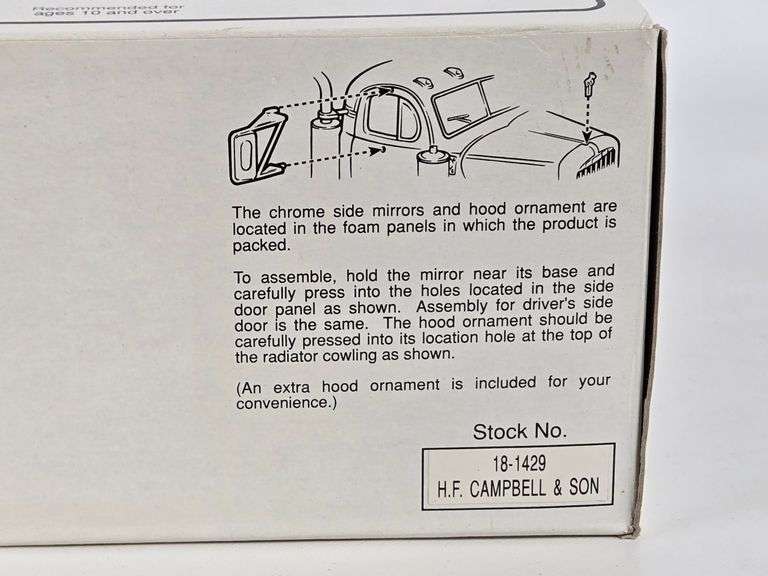 Recommended for
ages 10 and over
The chrome side mirrors and hood ornament are
located in the foam panels in which the product is
packed.
To assemble, hold the mirror near its base and
carefully press into the holes located in the side
door panel as shown. Assembly for driver's side
door is the same. The hood ornament should be
carefully pressed into its location hole at the top of
the radiator cowling as shown.
(An extra hood ornament is included for your
convenience.)
Stock No.
18-1429
H.F. CAMPBELL & SON